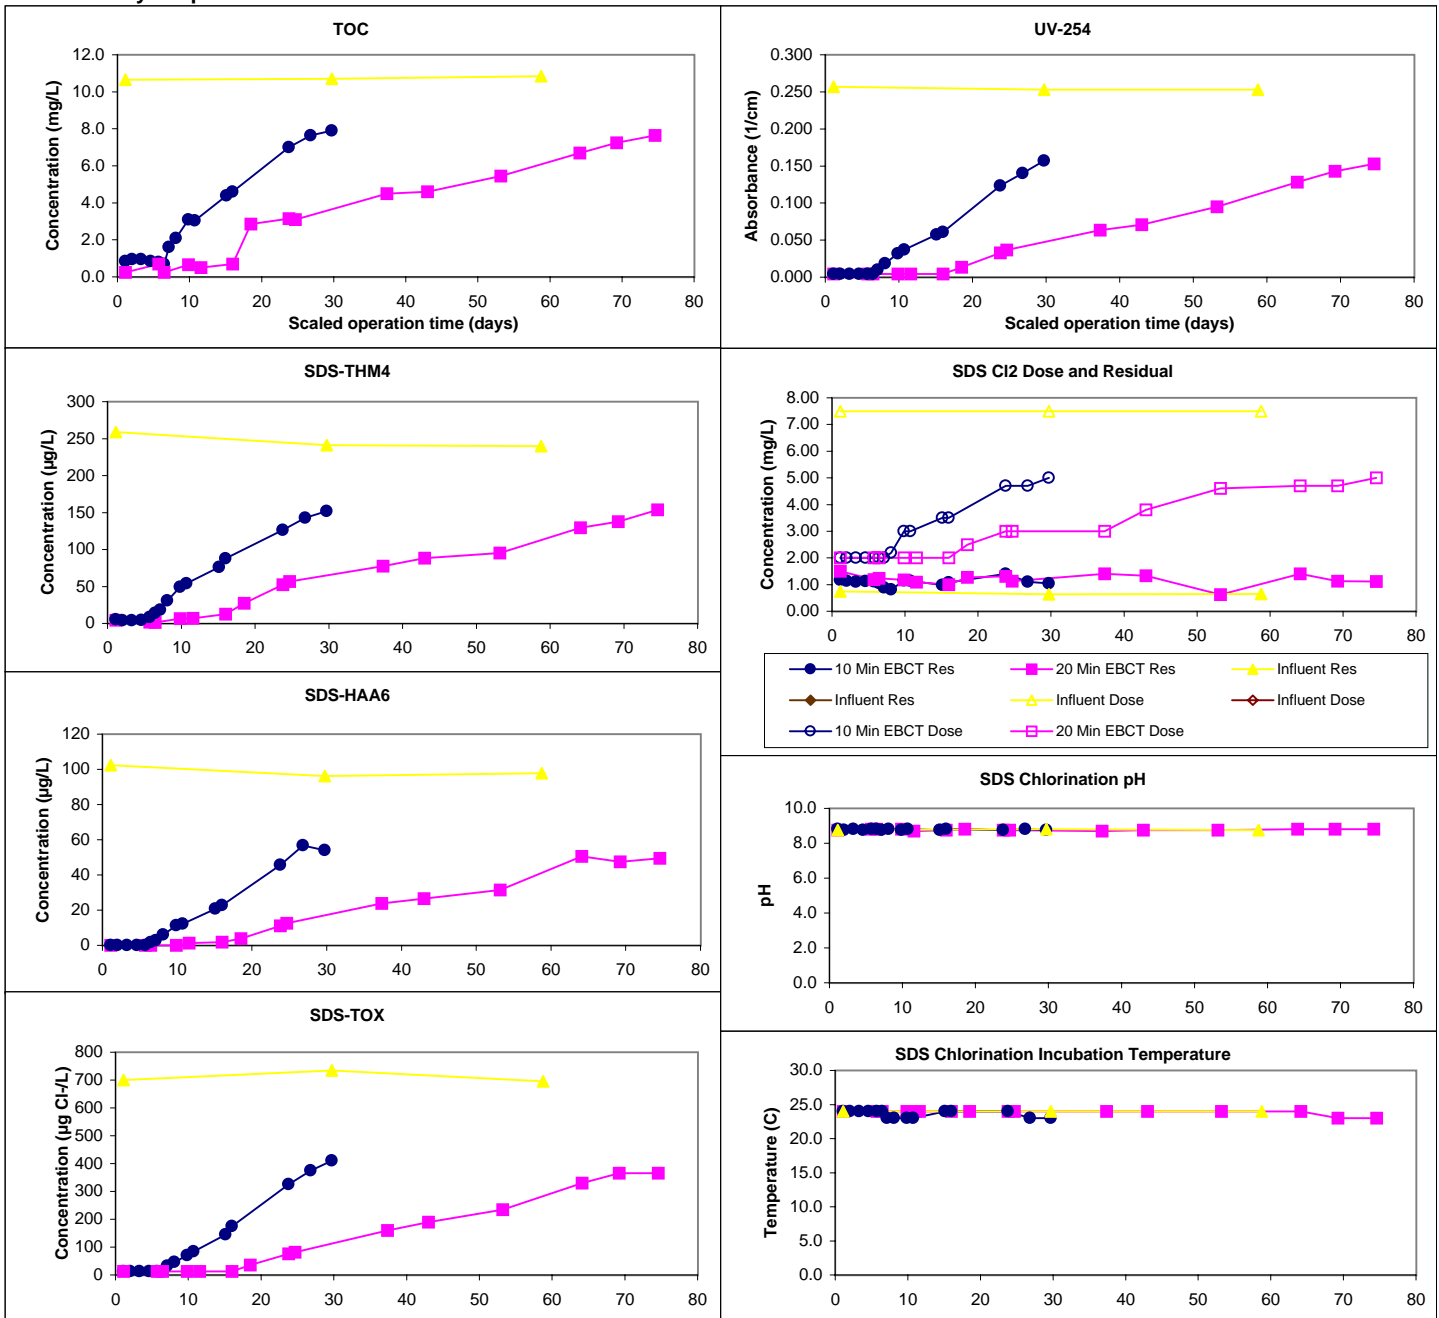 TOC
12.0
10.0
8.0
6.0
4.0
2.0
0.0
Concentration (mg/L)
0 10 20 30 40 50 60 70 80
Scaled operation time (days)
UV-254
0.300
0.250
0.200
0.150
0.100
0.050
0.000
Absorbance (1/cm)
0 10 20 30 40 50 60 70 80
Scaled operation time (days)
SDS-THM4
300
250
200
150
100
50
0
Concentration (µg/L)
0 10 20 30 40 50 60 70 80
SDS Cl2 Dose and Residual
8.00
7.00
6.00
5.00
4.00
3.00
2.00
1.00
0.00
Concentration (mg/L)
0 10 20 30 40 50 60 70 80
10 Min EBCT Res 20 Min EBCT Res Influent Res
Influent Res Influent Dose Influent Dose
10 Min EBCT Dose 20 Min EBCT Dose
SDS-HAA6
120
100
80
60
40
20
0
Concentration (µg/L)
0 10 20 30 40 50 60 70 80
SDS Chlorination pH
10.0
8.0
6.0
4.0
2.0
0.0
pH
0 10 20 30 40 50 60 70 80
SDS-TOX
800
700
600
500
400
300
200
100
0
Concentration (µg Cl-/L)
0 10 20 30 40 50 60 70 80
SDS Chlorination Incubation Temperature
30.0
25.0
20.0
15.0
10.0
5.0
0.0
Temperature (C)
0 10 20 30 40 50 60 70 80